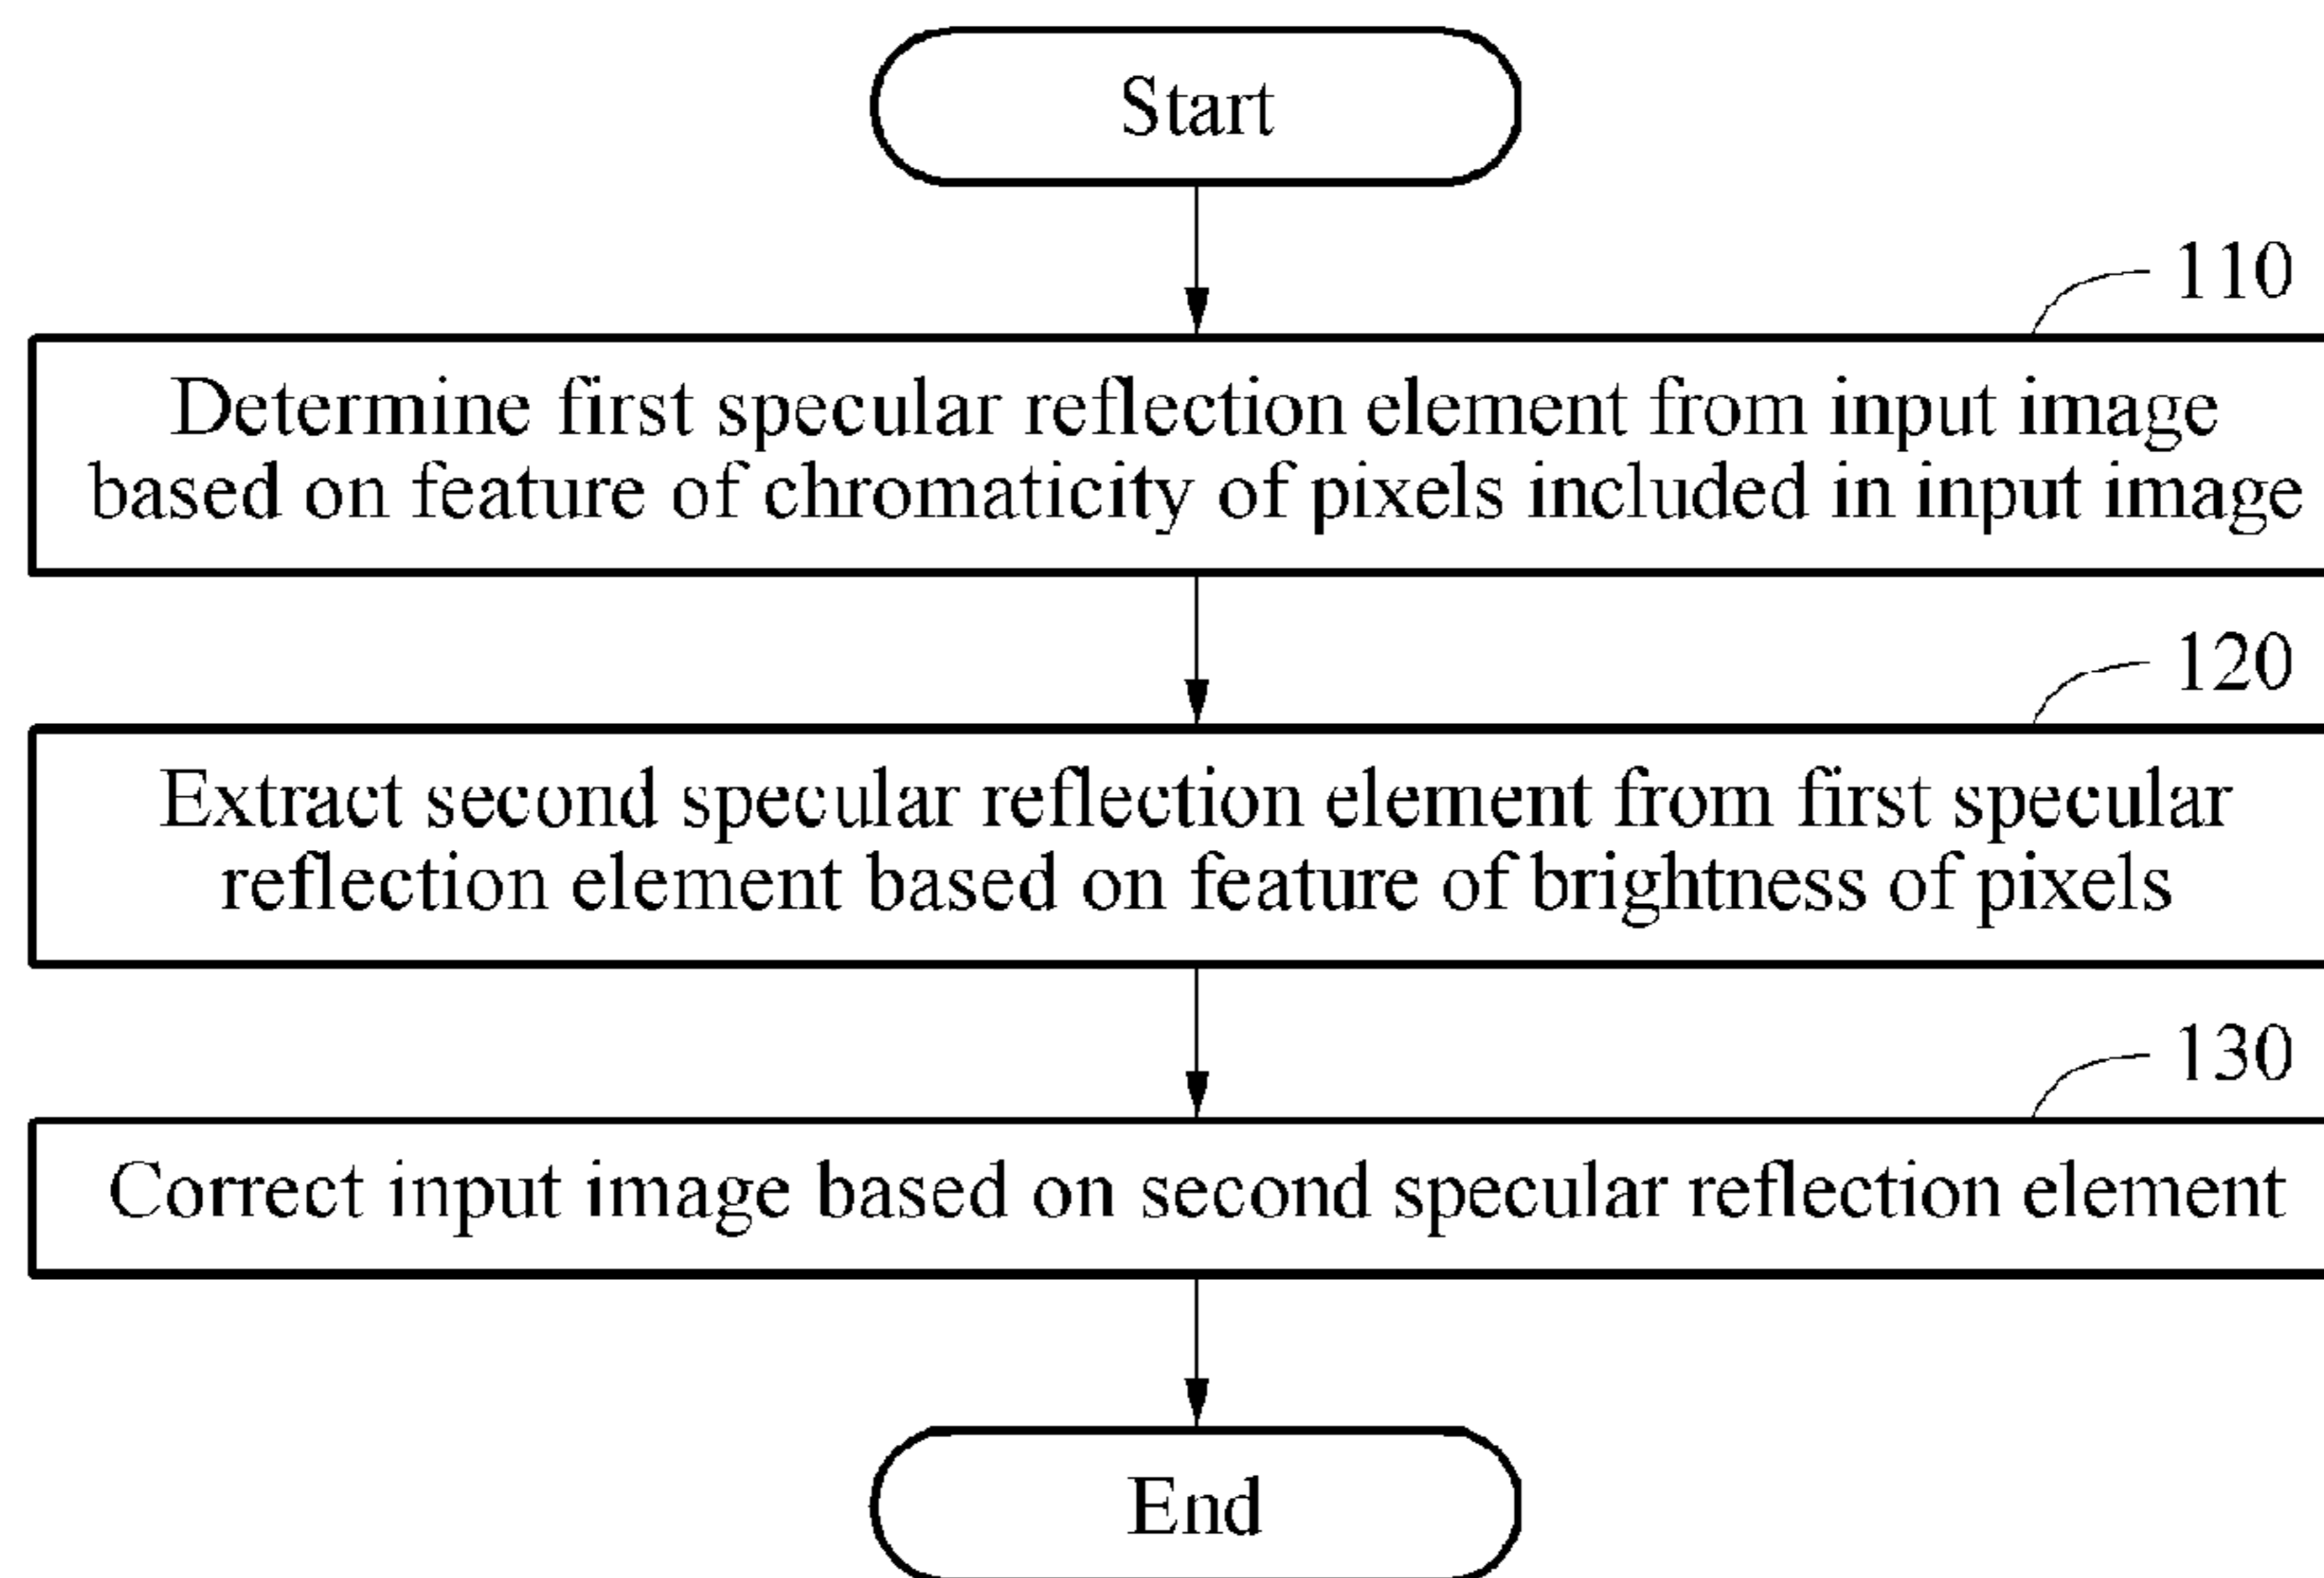 Start
110
Determine first specular reflection element from input image
based on feature of chromaticity of pixels included in input image
120
Extract second specular reflection element from first specular
reflection element based on feature of brightness of pixels
130
Correct input image based on second specular reflection element
End